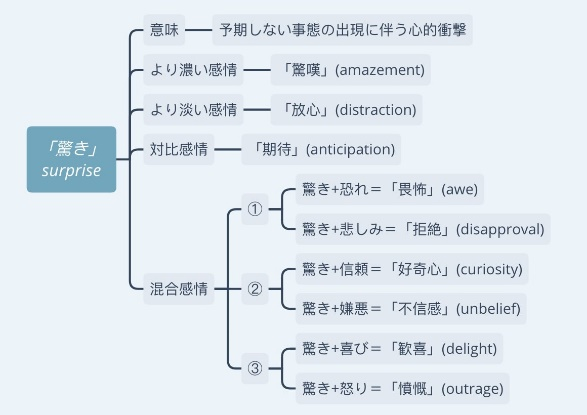 「驚き」
surprise
意味
予期しない事態の出現に伴う心的衝撃
より濃い感情
「驚嘆」(amazement)
より淡い感情
「放心」(distraction)
対比感情
「期待」(anticipation)
混合感情
①
驚き+恐れ＝「畏怖」(awe)
驚き+悲しみ＝「拒絶」(disapproval)
②
驚き+信頼＝「好奇心」(curiosity)
驚き+嫌悪＝「不信感」(unbelief)
③
驚き+喜び＝「歓喜」(delight)
驚き+怒り＝「憤慨」(outrage)